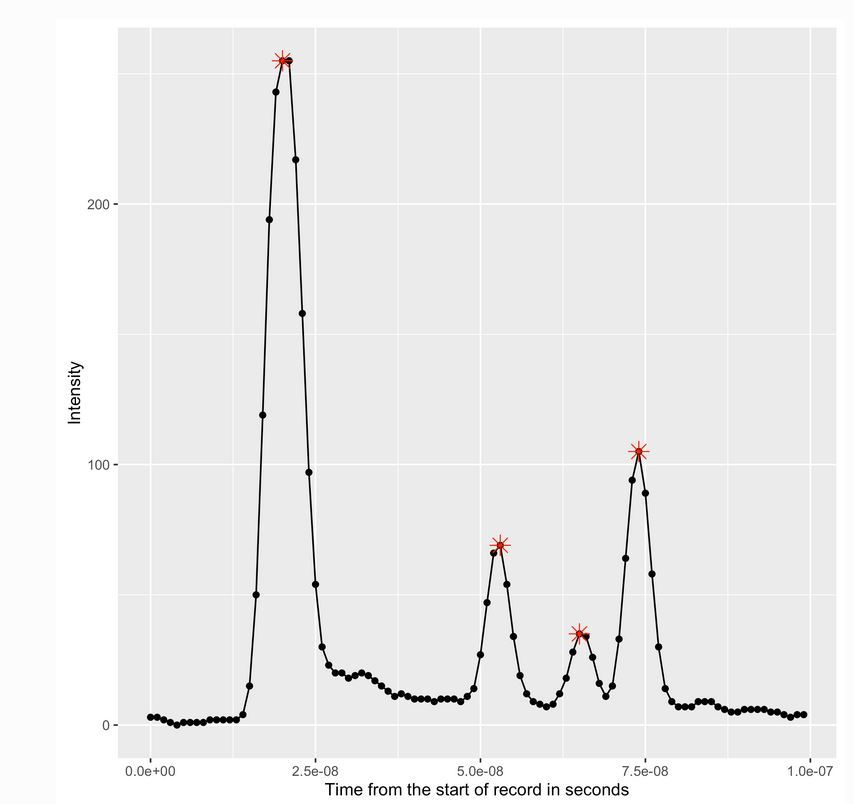 Intensity
200
100
0
0.0e+00 2.5e-08 5.0e-08 7.5e-08 1.0e-07
Time from the start of record in seconds